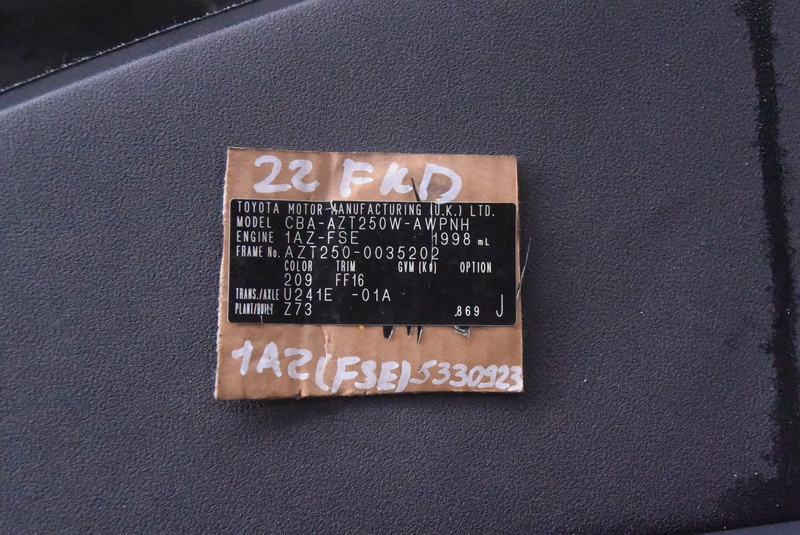 22 FKD
TOYOTA MOTOR MANUFACTURING (U.K.) LTD.
MODEL CBA-AZT250W-AWPNH
ENGINE 1AZ-FSE 1998 mL
FRAME No. AZT250-0035202
COLOR TRIM GVM (KG) OPTION
209 FF16
TRANS./AXLE U241E -01A
PLANT/BUILT Z73 869 J
1AZ(FSE) 5330923